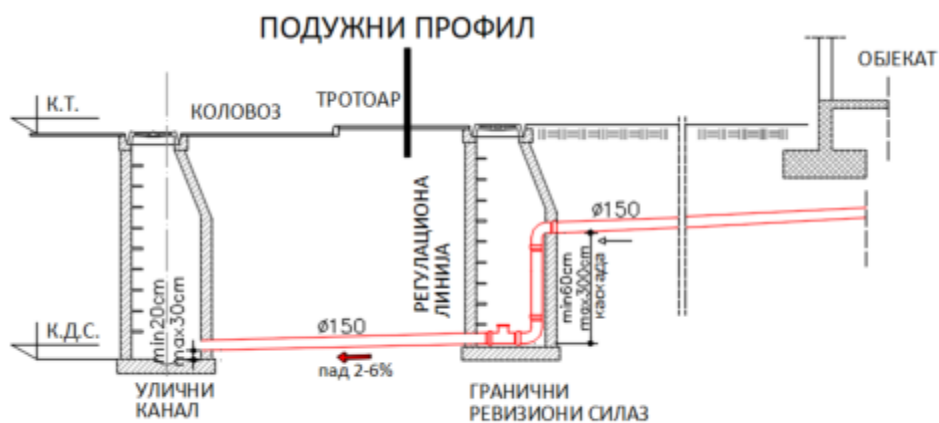 ПОДУЖНИ ПРОФИЛ
ОБЈЕКАТ
К.Т.
КОЛОВОЗ
ТРОТОАР
РЕГУЛАЦИОНА
ЛИНИЈА
ø150
min60cm
max300cm
каскада
min20cm
max30cm
ø150
К.Д.С.
пад 2-6%
УЛИЧНИ
КАНАЛ
ГРАНИЧНИ
РЕВИЗИОНИ СИЛАЗ